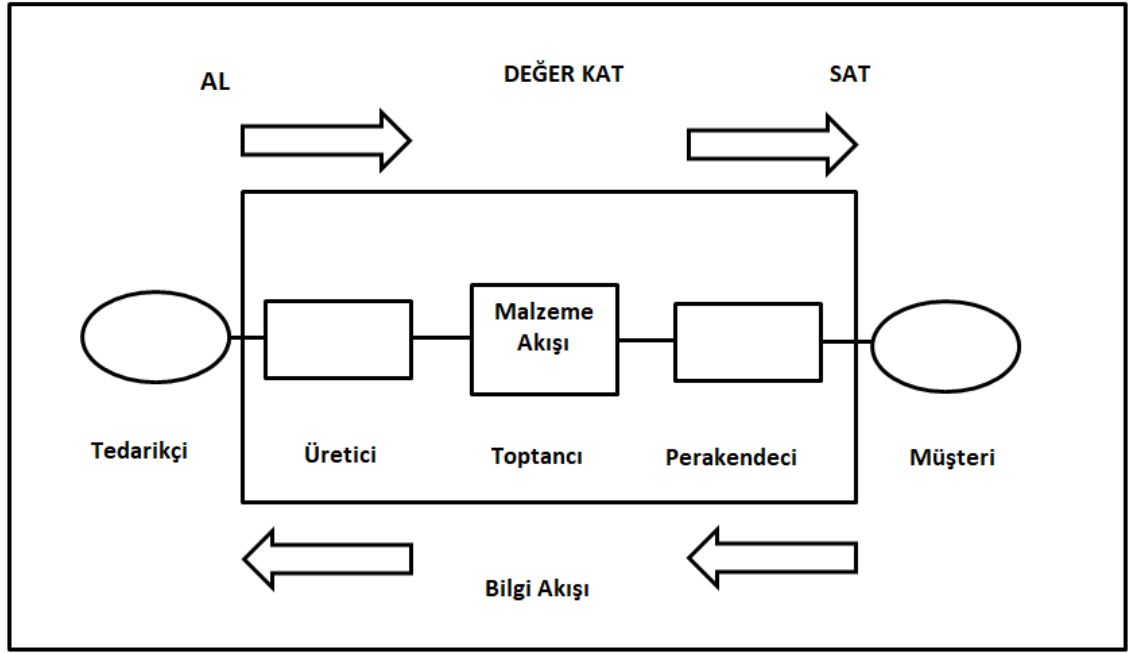 AL
DEĞER KAT
SAT
Malzeme
Akışı
Tedarikçi
Üretici
Toptancı
Perakendeci
Müşteri
Bilgi Akışı